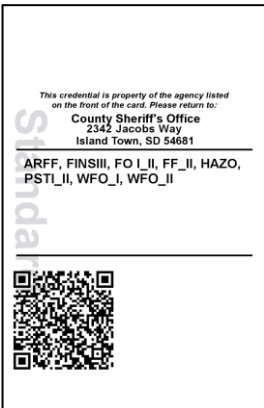 This credential is property of the agency listed
on the front of the card. Please return to:
County Sheriff's Office
2342 Jacobs Way
Island Town, SD 54681
ARFF, FINSIII, FO I_II, FF_II, HAZO,
PSTI_II, WFO_I, WFO_II
Standar